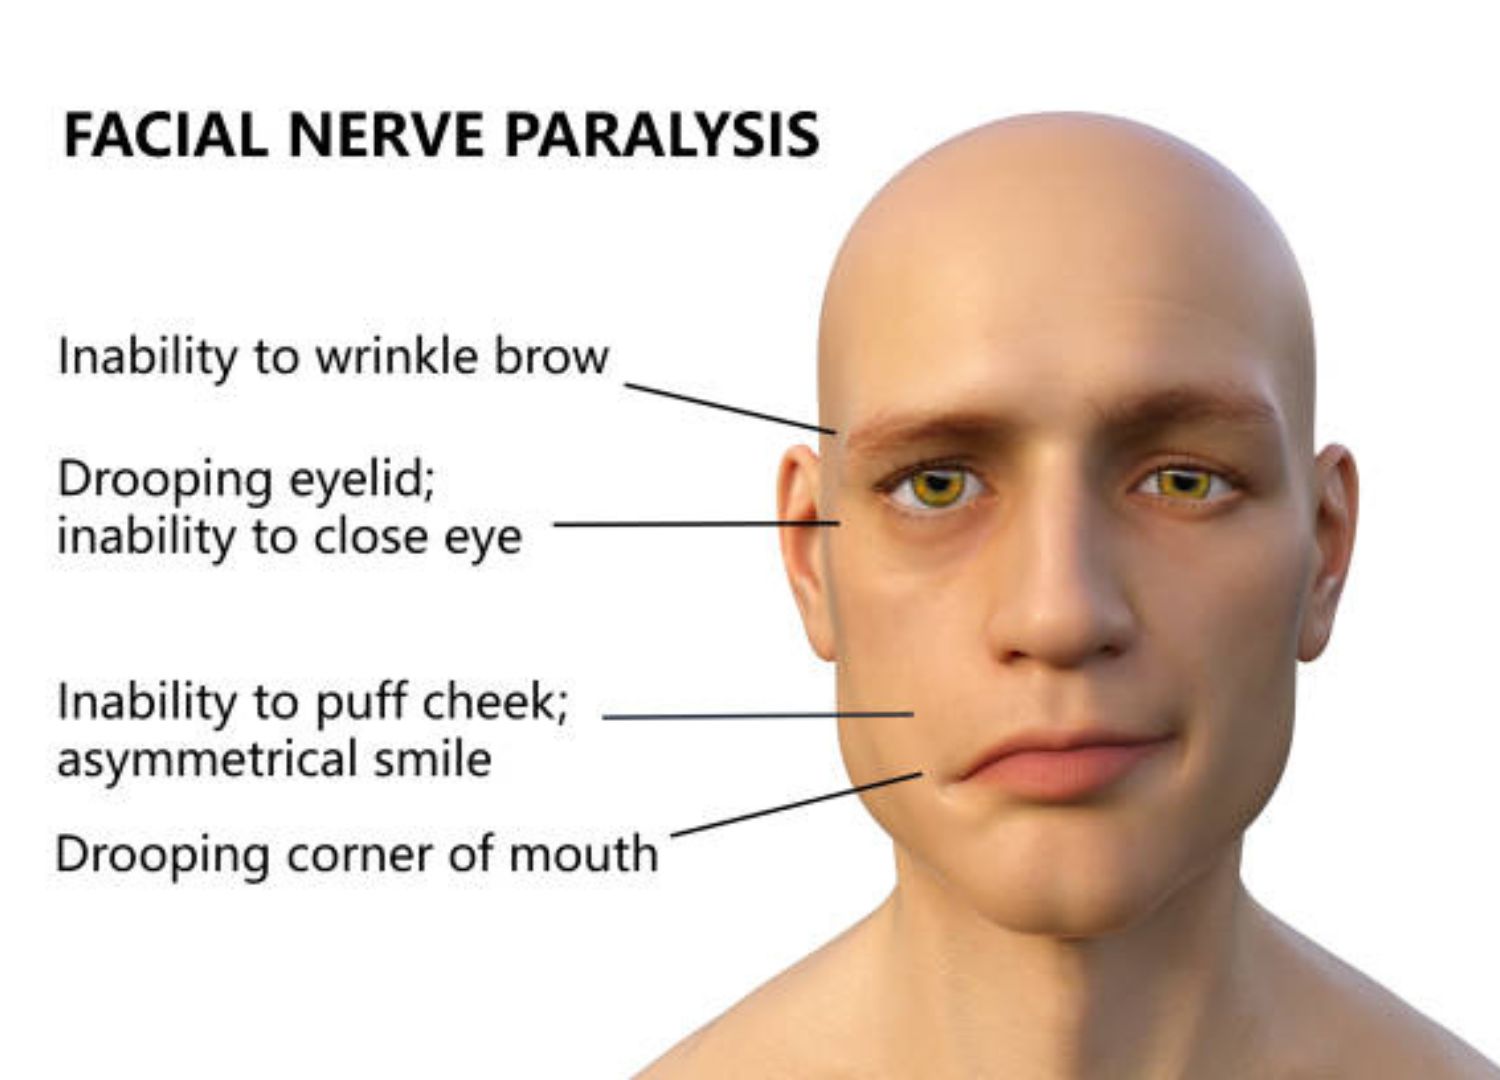 FACIAL NERVE PARALYSIS
Inability to wrinkle brow
Drooping eyelid;
inability to close eye
Inability to puff cheek;
asymmetrical smile
Drooping corner of mouth